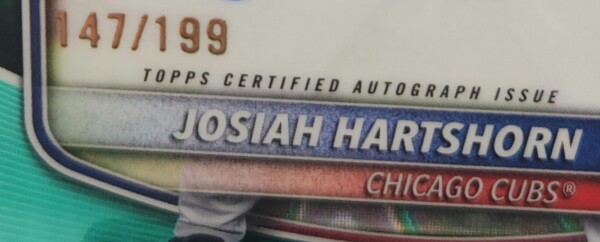 147/199
TOPPS CERTIFIED AUTOGRAPH ISSUE
JOSIAH HARTSHORN
CHICAGO CUBS®